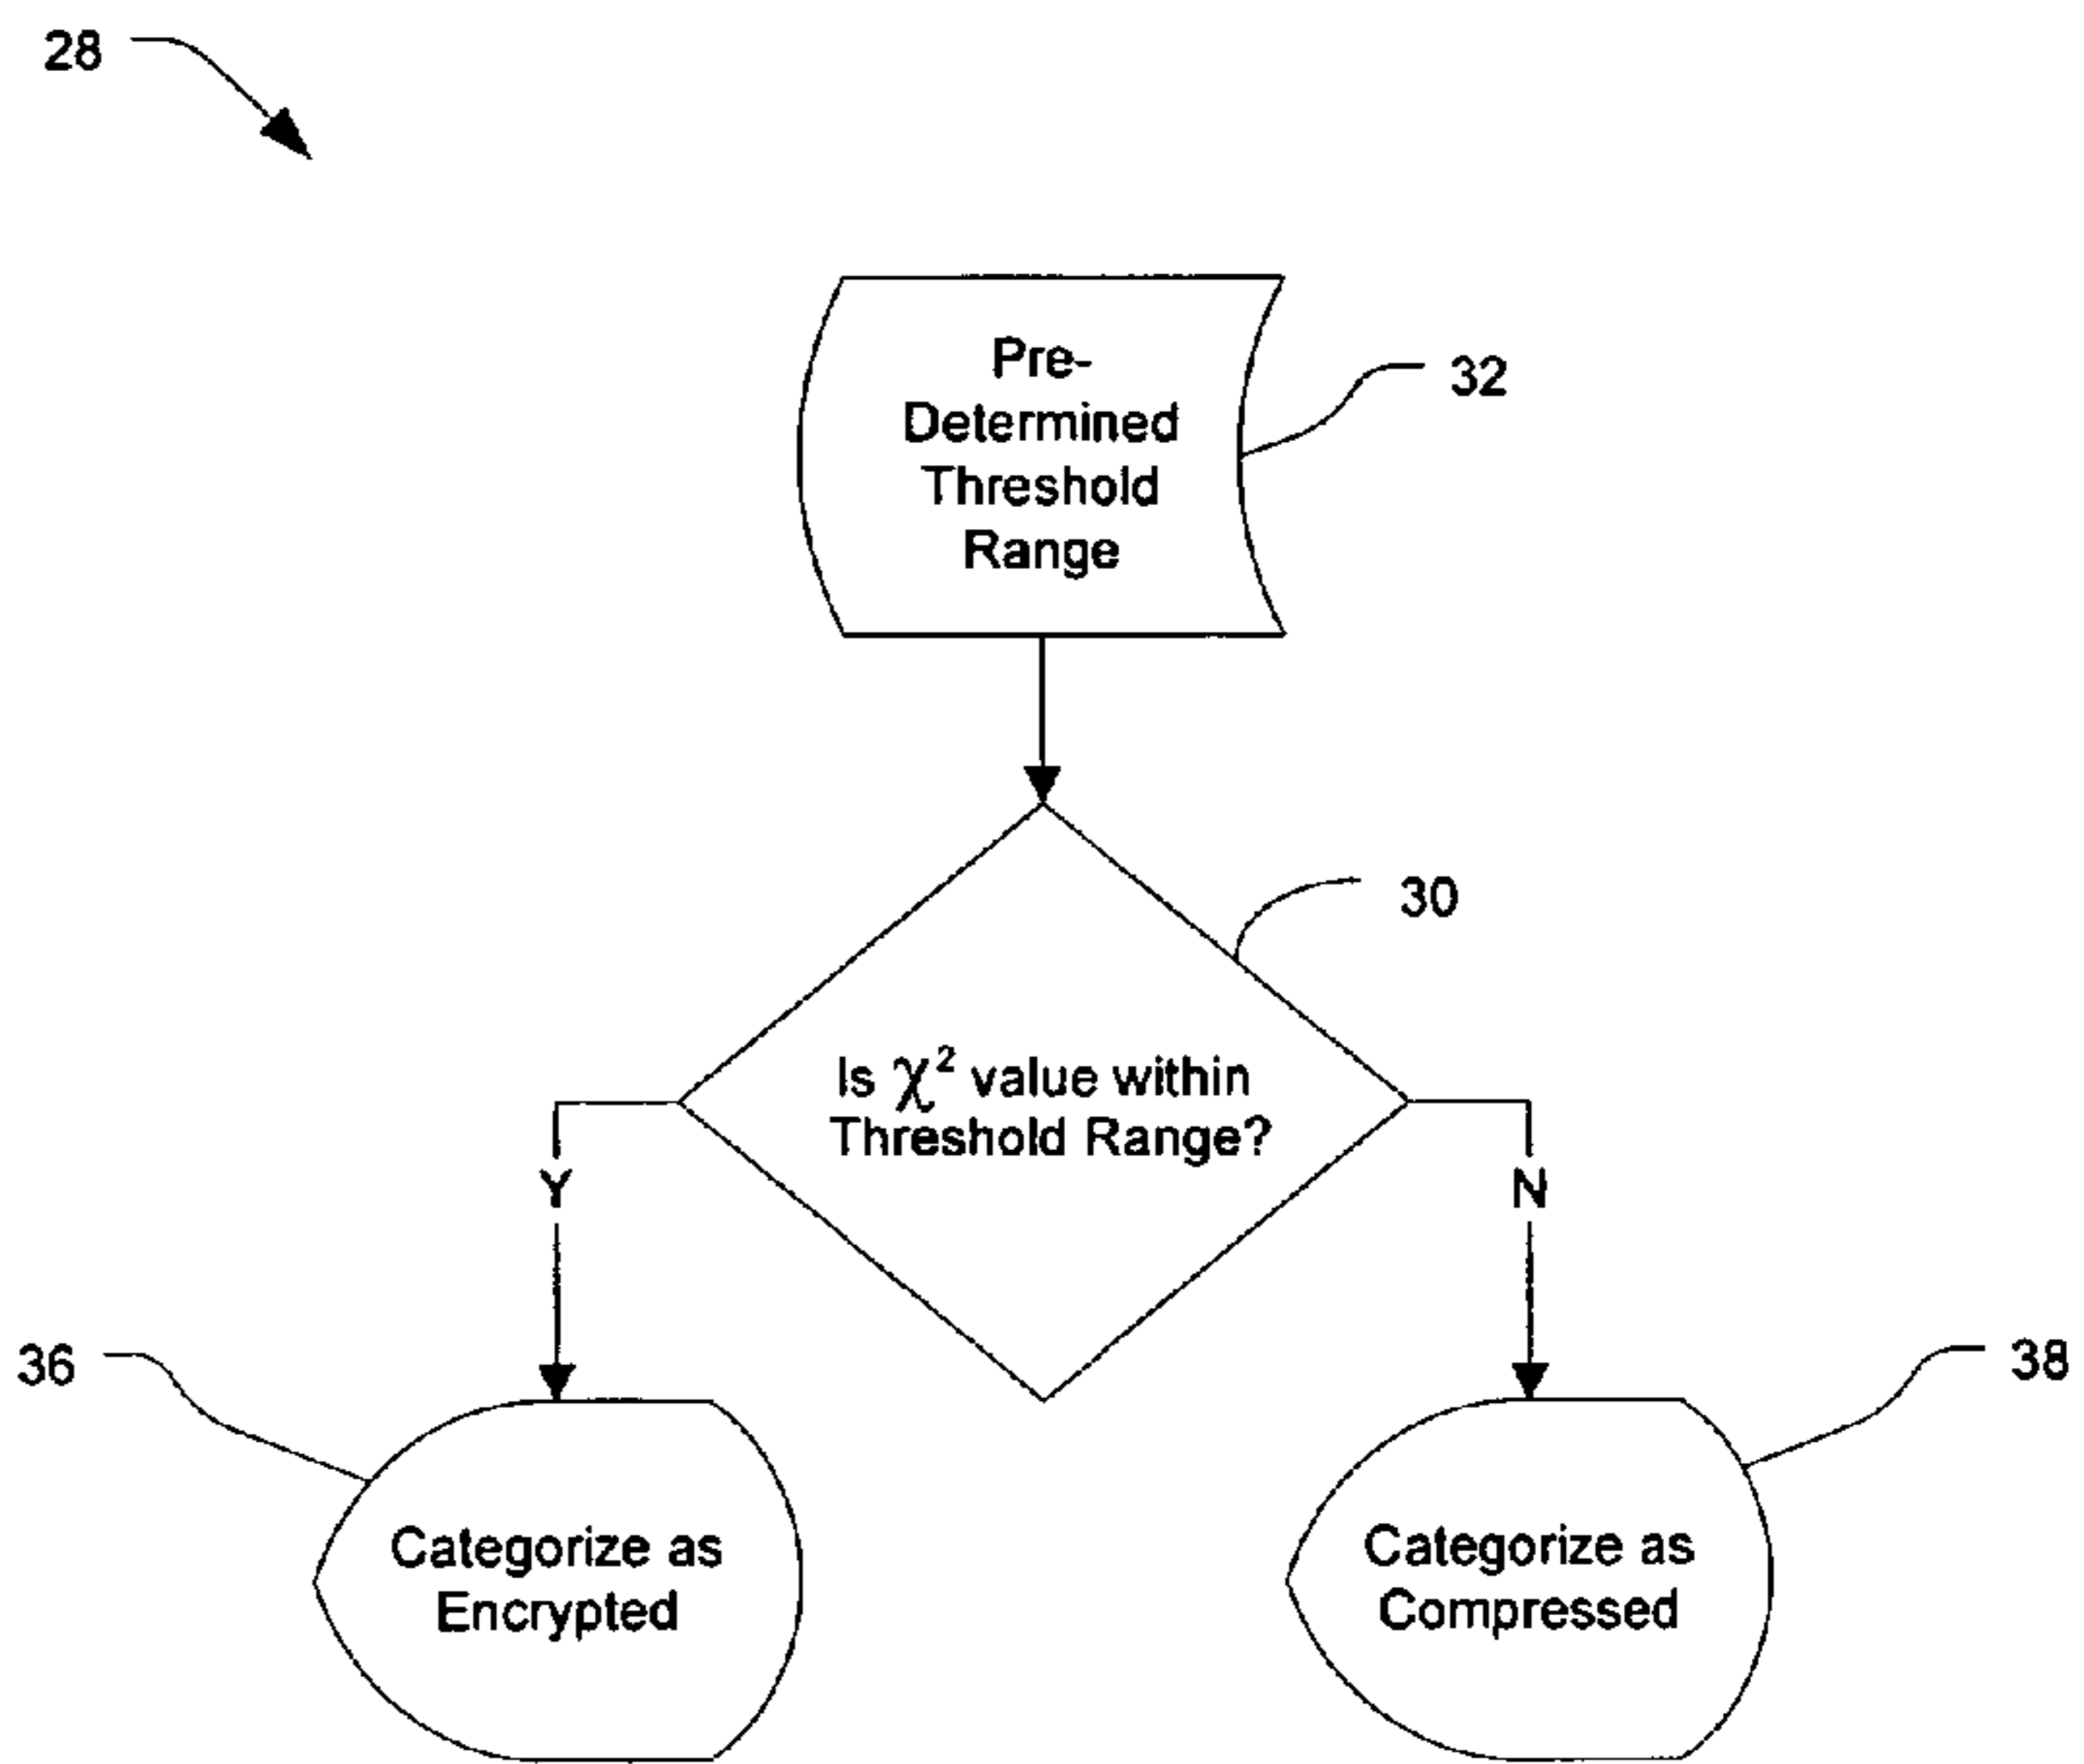 28
Pre-
Determined
Threshold
Range
32
30
Is χ² value within
Threshold Range?
Y
N
36
38
Categorize as
Encrypted
Categorize as
Compressed